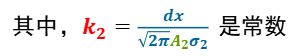 其中，k₂ = dx / (√(2π) A₂σ₂) 是常数